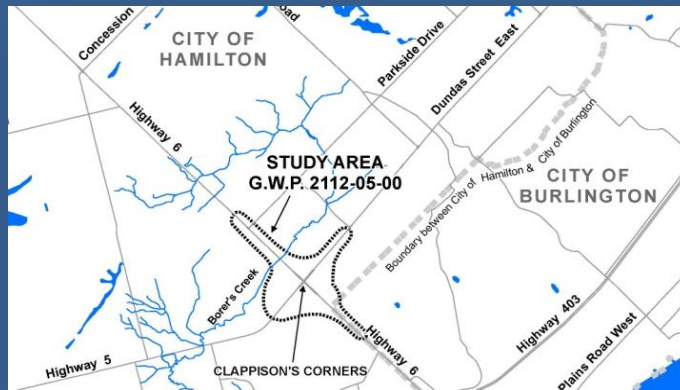 Concession
Road
CITY OF
HAMILTON
Parkside Drive
Dundas Street East
Highway 6
STUDY AREA
G.W.P. 2112-05-00
Boundary between City of Hamilton & City of Burlington
CITY OF
BURLINGTON
Borer's Creek
Highway 403
Highway 5
CLAPPISON'S CORNERS
Highway 6
Plains Road West